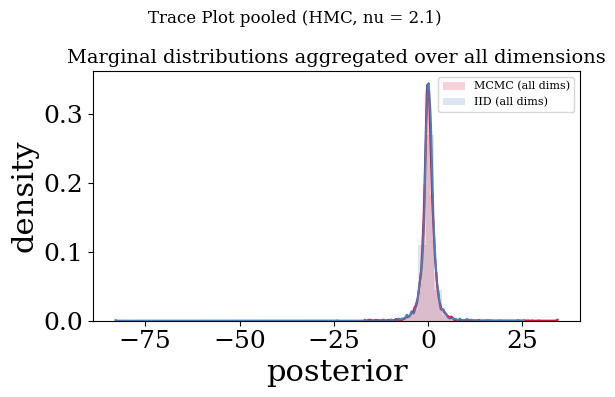 Trace Plot pooled (HMC, nu = 2.1)
Marginal distributions aggregated over all dimensions
MCMC (all dims)
IID (all dims)
density
0.3
0.2
0.1
0.0
−75
−50
−25
0
25
posterior